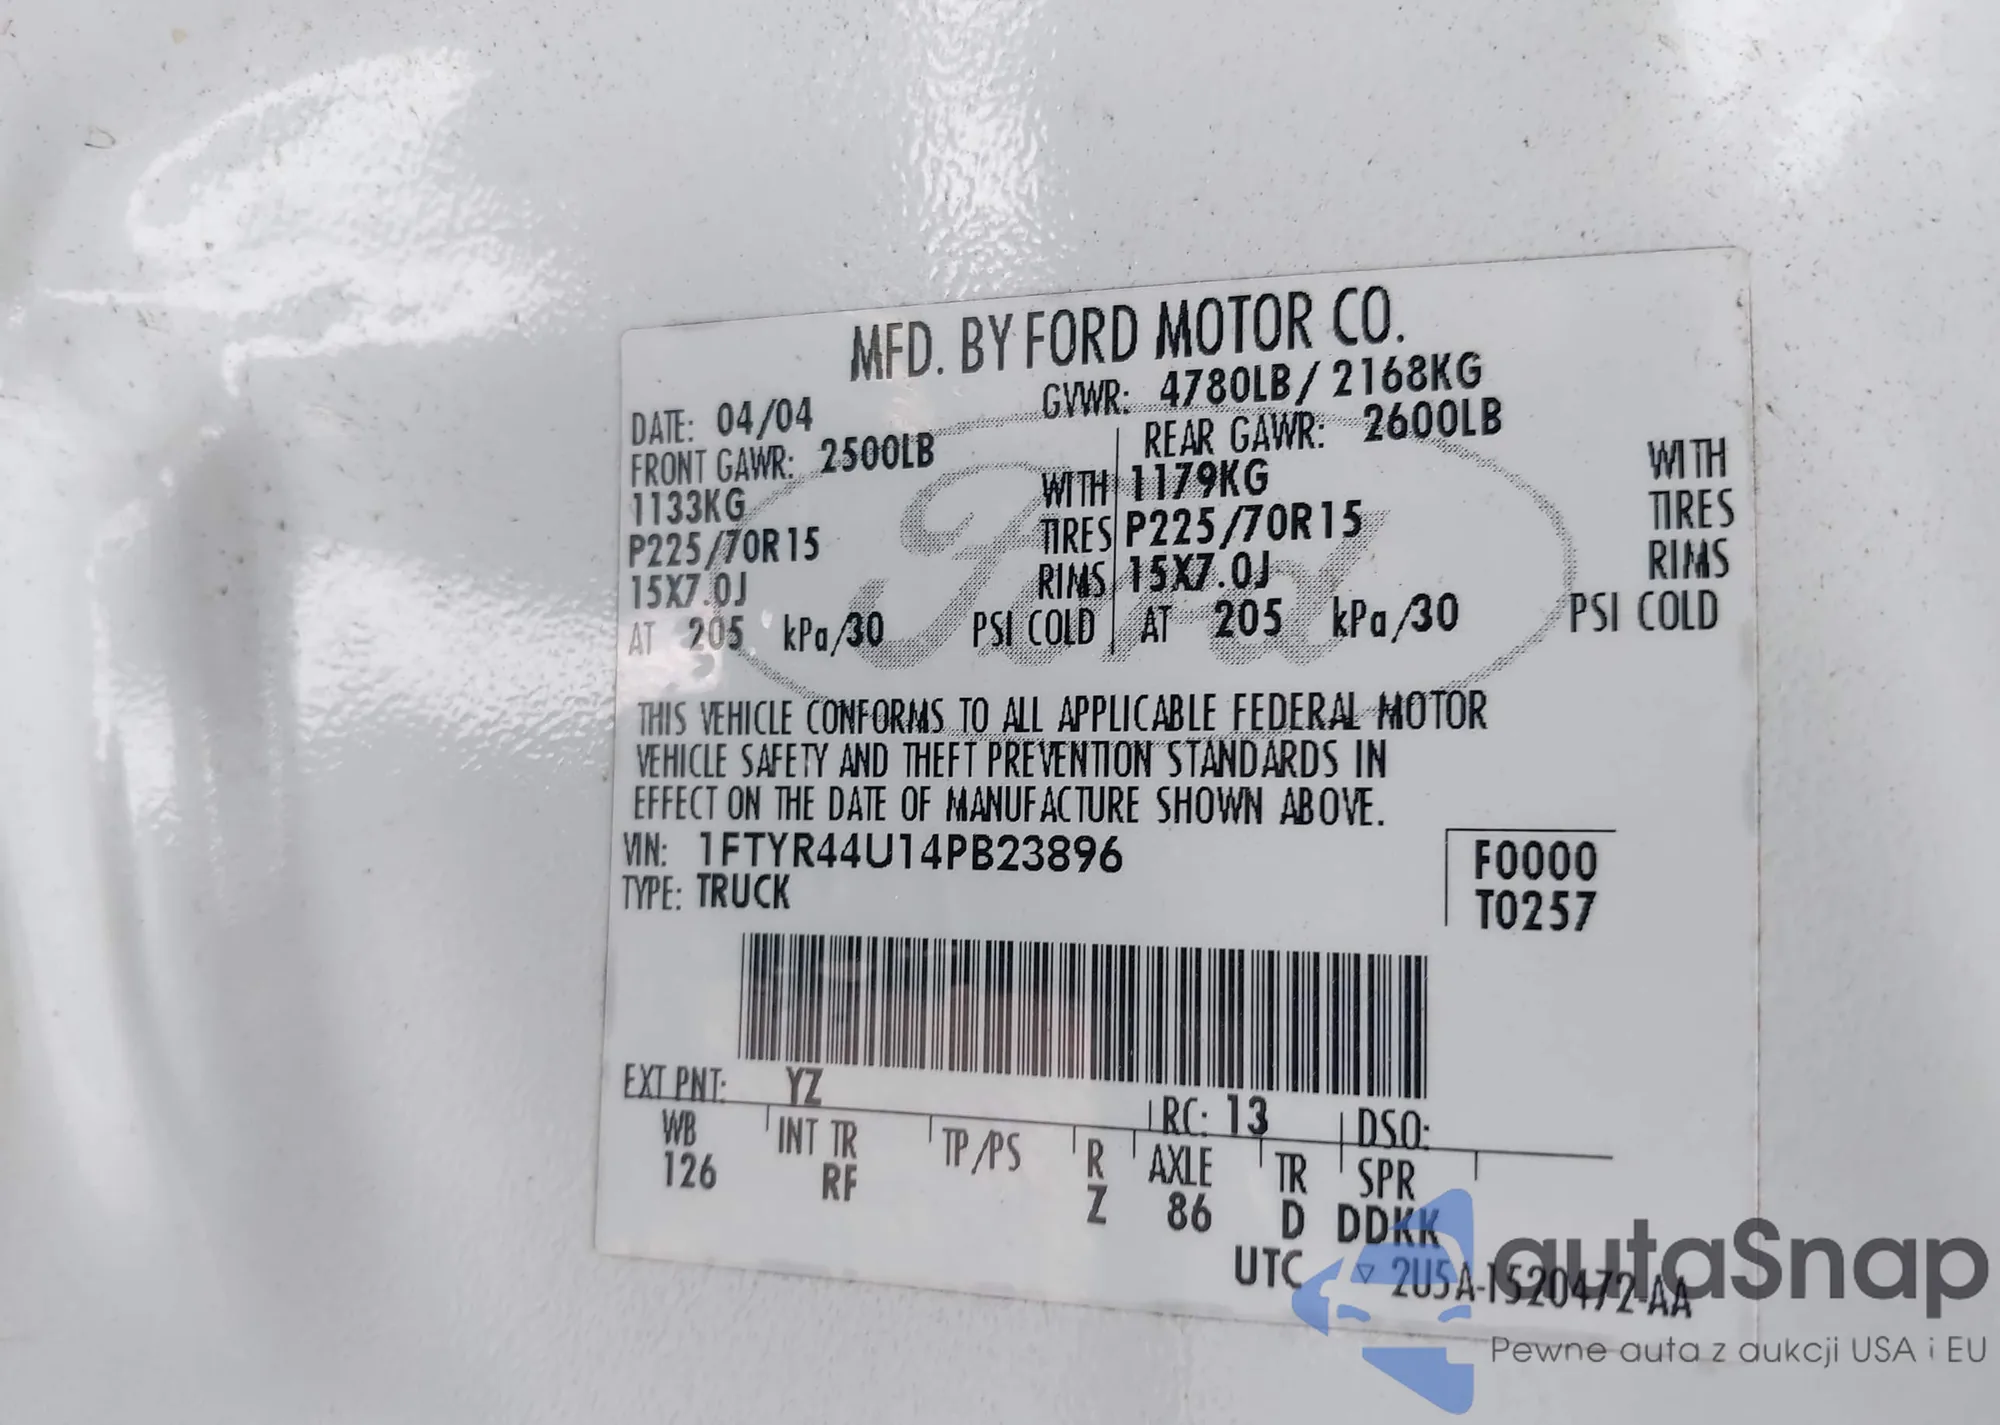 MFD. BY FORD MOTOR CO.
DATE: 04/04 GVWR: 4780LB/ 2168KG
FRONT GAWR: 2500LB REAR GAWR: 2600LB
1133KG WITH 1179KG WITH
P225/70R15 TIRES P225/70R15 TIRES
15X7.0J RIMS 15X7.0J RIMS
AT 205 kPa/30 PSI COLD AT 205 kPa/30 PSI COLD
Ford
THIS VEHICLE CONFORMS TO ALL APPLICABLE FEDERAL MOTOR
VEHICLE SAFETY AND THEFT PREVENTION STANDARDS IN
EFFECT ON THE DATE OF MANUFACTURE SHOWN ABOVE.
VIN: 1FTYR44U14PB23896 F0000
TYPE: TRUCK T0257
EXT PNT: YZ RC: 13 DSO:
WB INT TR TP/PS R AXLE TR SPR
126 RF Z 86 D DDKK
UTC ▽ 2U5A-1520472-AA
autaSnap
Pewne auta z aukcji USA i EU